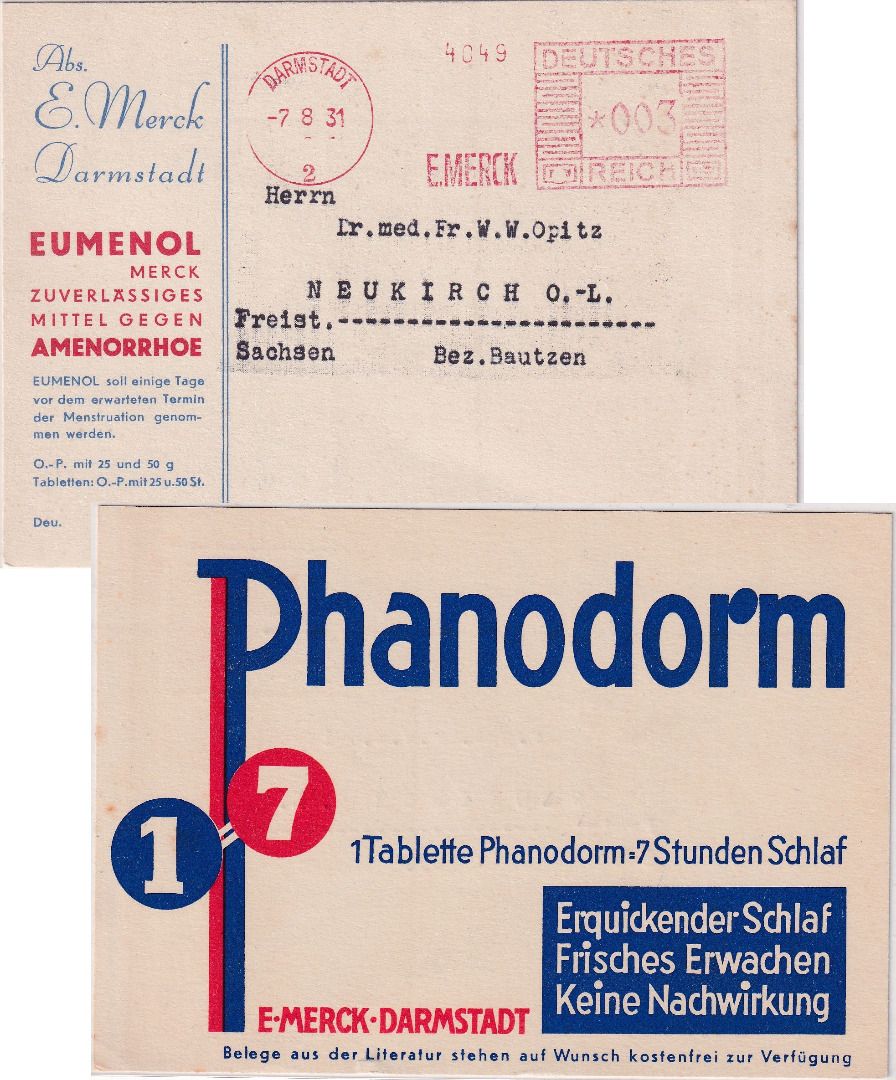 Abs.
E. Merck
Darmstadt
EUMENOL
MERCK
ZUVERLÄSSIGES
MITTEL GEGEN
AMENORRHOE
EUMENOL soll einige Tage
vor dem erwarteten Termin
der Menstruation genom-
men werden.
O.-P. mit 25 und 50 g
Tabletten: O.-P. mit 25 u. 50 St.
Deu.
DARMSTADT
-7 8 31
2
4049
E.MERCK
DEUTSCHES
*003
REICH
Herrn
Dr.med.Fr.W.W.Opitz
NEUKIRCH O.-L.
Freist.-----------------------
Sachsen Bez.Bautzen
Phanodorm
1 7
1 Tablette Phanodorm=7 Stunden Schlaf
Erquickender Schlaf
Frisches Erwachen
Keine Nachwirkung
E·MERCK·DARMSTADT
Belege aus der Literatur stehen auf Wunsch kostenfrei zur Verfügung